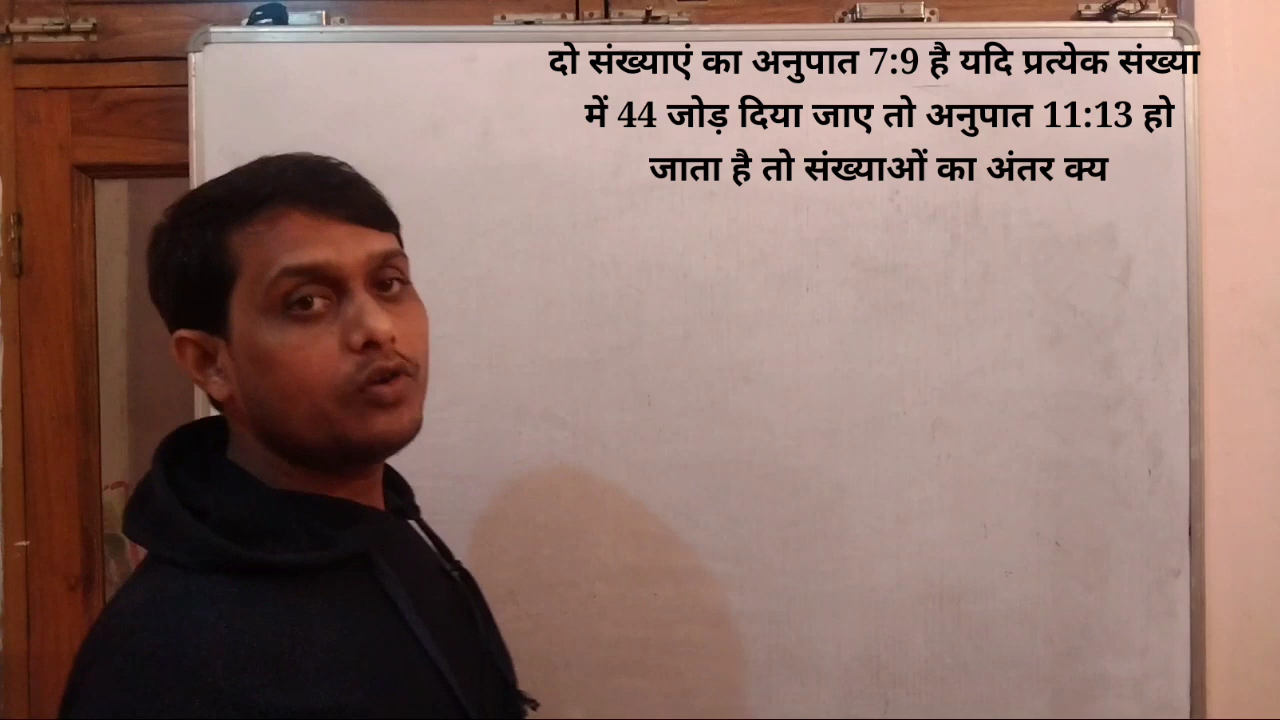 दो संख्याएं का अनुपात 7:9 है यदि प्रत्येक संख्या
में 44 जोड़ दिया जाए तो अनुपात 11:13 हो
जाता है तो संख्याओं का अंतर क्य